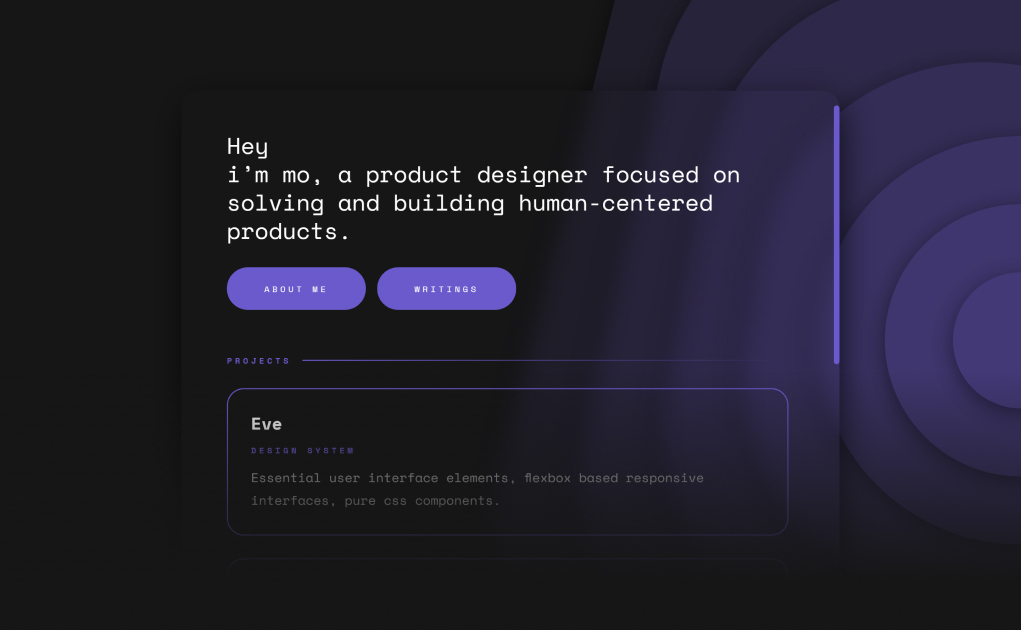 Hey
i’m mo, a product designer focused on
solving and building human-centered
products.
ABOUT ME
WRITINGS
PROJECTS
Eve
DESIGN SYSTEM
Essential user interface elements, flexbox based responsive
interfaces, pure css components.